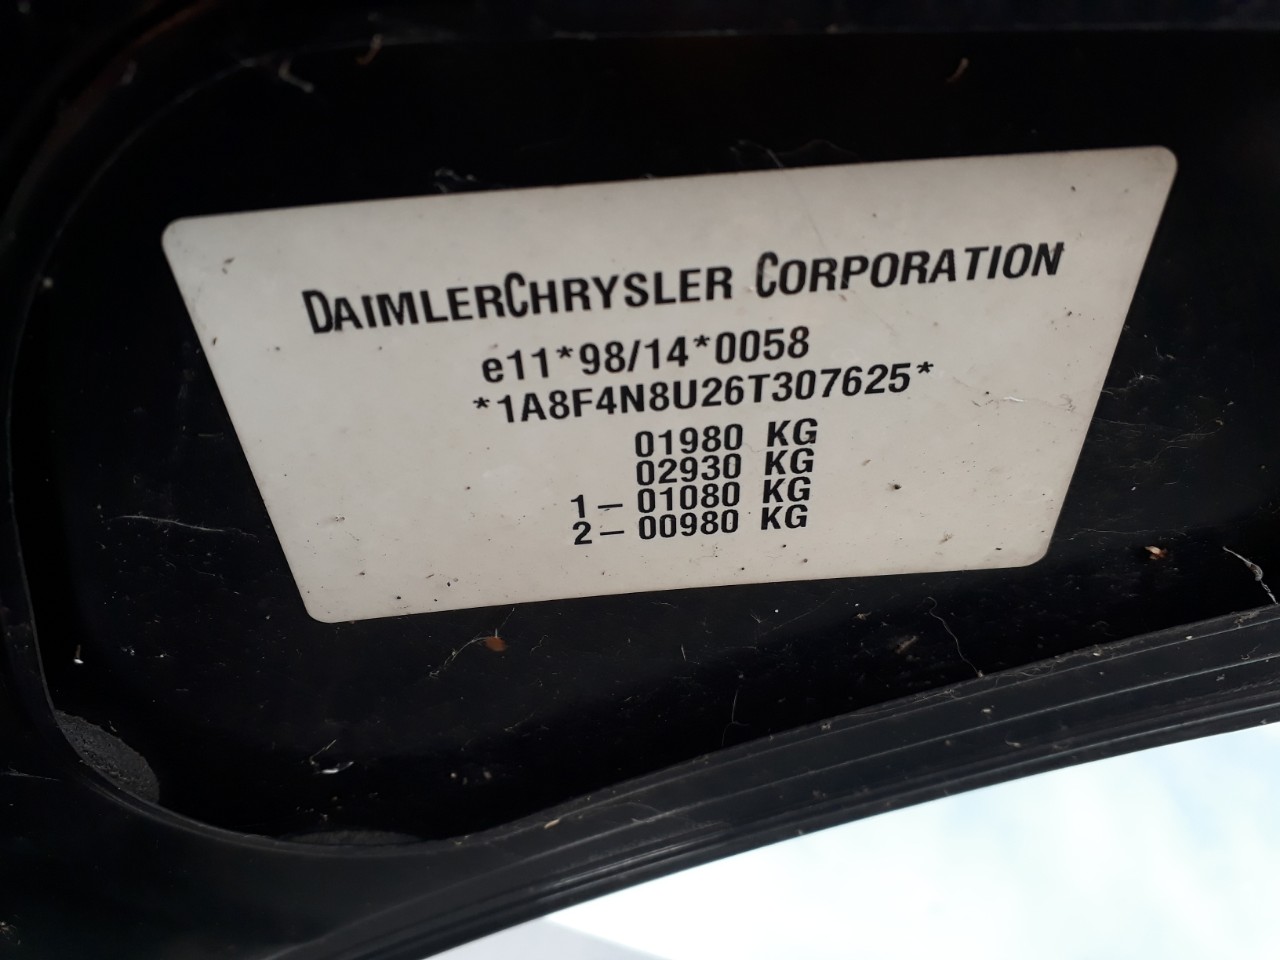 DAIMLERCHRYSLER CORPORATION
e11*98/14*0058
*1A8F4N8U26T307625*
01980 KG
02930 KG
1- 01080 KG
2- 00980 KG